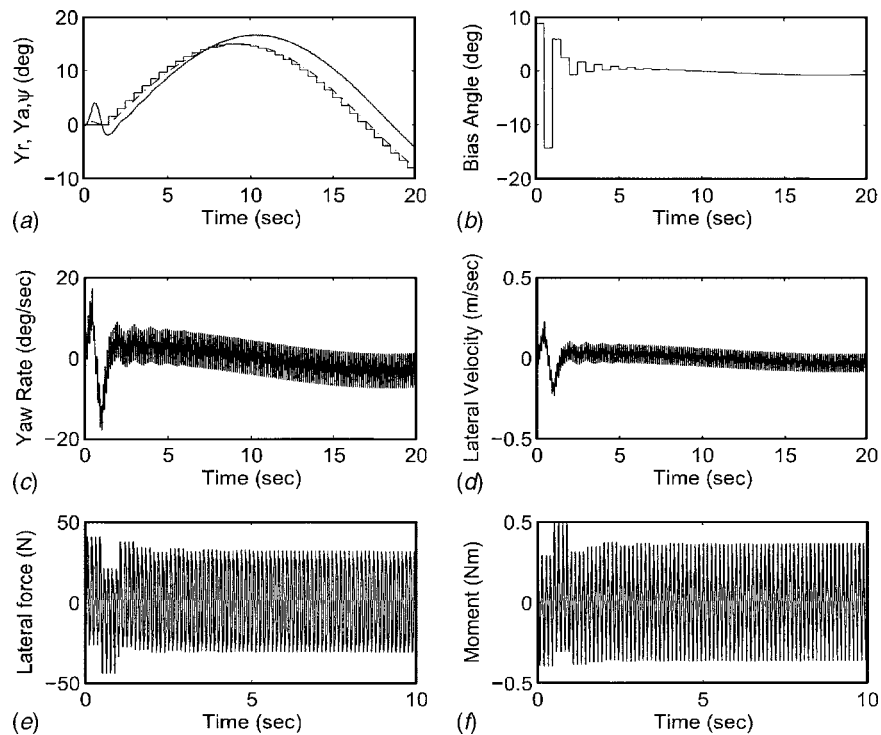 20
10
0
−10
0 5 10 15 20
Yr, Ya,ψ (deg)
Time (sec)
(a)
10
0
−10
−20
0 5 10 15 20
Bias Angle (deg)
Time (sec)
(b)
20
0
−20
0 5 10 15 20
Yaw Rate (deg/sec)
Time (sec)
(c)
0.5
0
−0.5
0 5 10 15 20
Lateral Velocity (m/sec)
Time (sec)
(d)
50
0
−50
0 5 10
Lateral force (N)
Time (sec)
(e)
0.5
0
−0.5
0 5 10
Moment (Nm)
Time (sec)
(f)